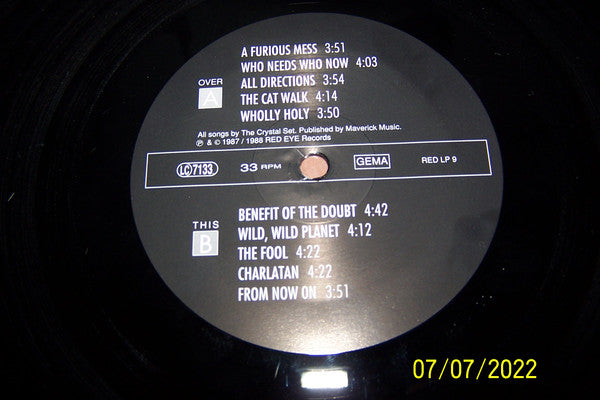 A FURIOUS MESS 3:51
WHO NEEDS WHO NOW 4:03
OVER
A
ALL DIRECTIONS 3:54
THE CAT WALK 4:14
WHOLLY HOLY 3:50
All songs by The Crystal Set. Published by Maverick Music.
℗ & © 1987 / 1988 RED EYE Records
LC 7133 33 RPM GEMA RED LP 9
THIS
B
BENEFIT OF THE DOUBT 4:42
WILD, WILD PLANET 4:12
THE FOOL 4:22
CHARLATAN 4:22
FROM NOW ON 3:51
07/07/2022